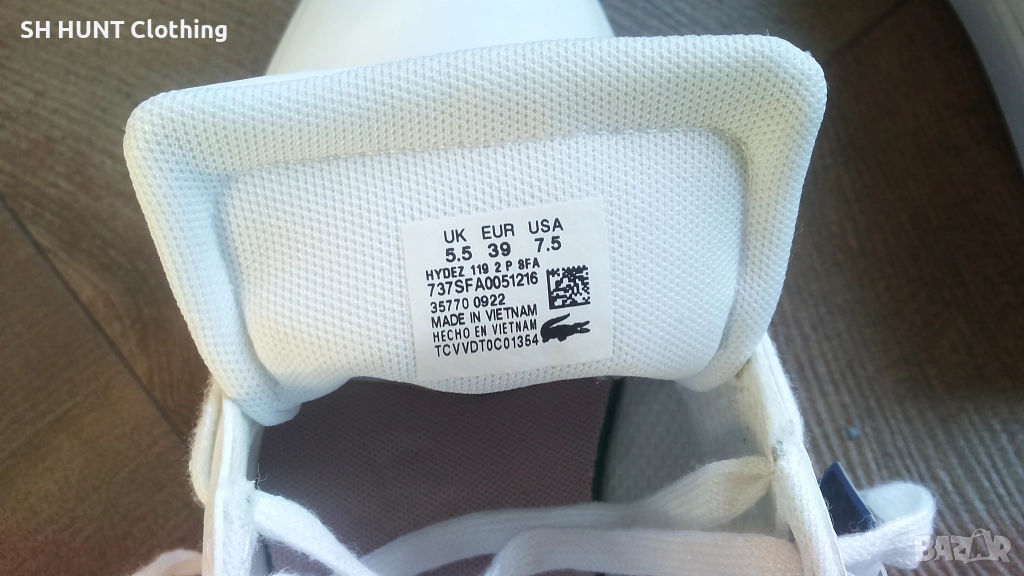 SH HUNT Clothing
UK EUR USA
5.5 39 7.5
HYDEZ 119 2 P SFA
737SFA0051216
35770 0922
MADE IN VIETNAM
HECHO EN VIETNAM
TCVVDT0C01354
BAZAR